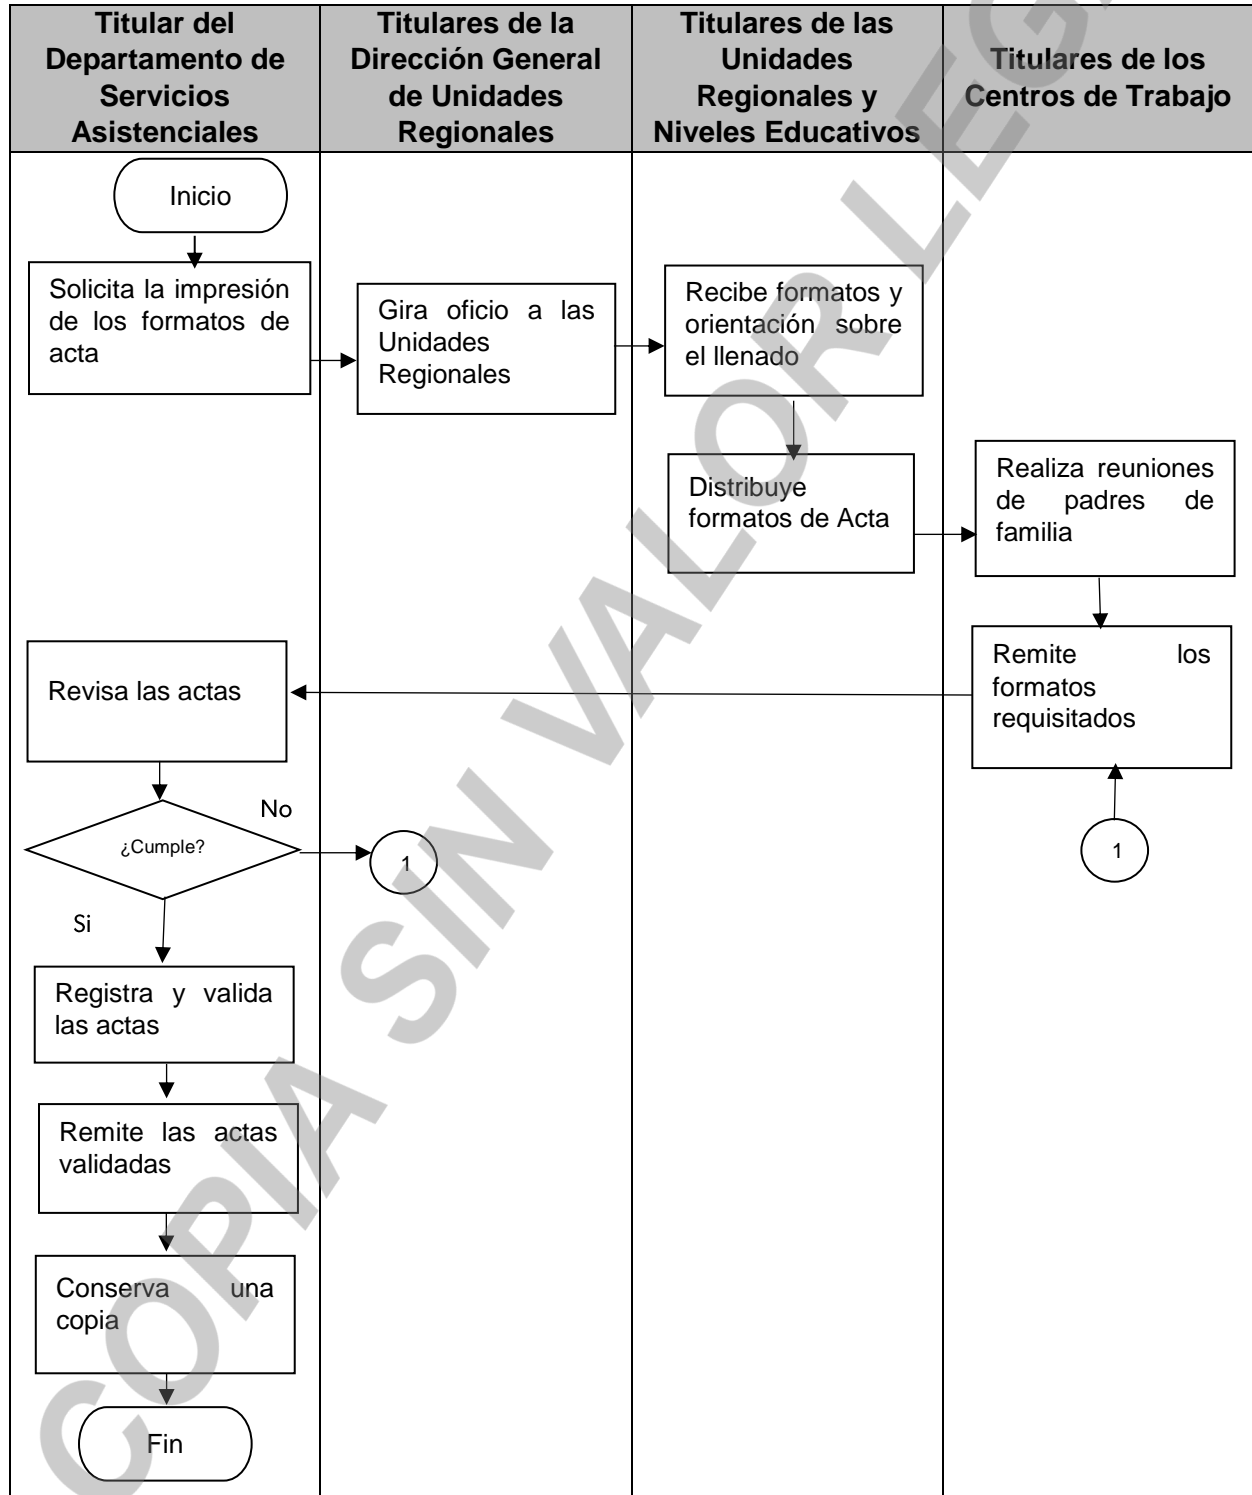 Titular del
Departamento de
Servicios
Asistenciales
Titulares de la
Dirección General
de Unidades
Regionales
Titulares de las
Unidades
Regionales y
Niveles Educativos
Titulares de los
Centros de Trabajo
Inicio
Solicita la impresión
de los formatos de
acta
Gira oficio a las
Unidades
Regionales
Recibe formatos y
orientación sobre
el llenado
Distribuye
formatos de Acta
Realiza reuniones
de padres de
familia
Remite los
formatos
requisitados
Revisa las actas
¿Cumple?
No
1
1
Si
Registra y valida
las actas
Remite las actas
validadas
Conserva una
copia
Fin
COPIA SIN VALOR LEG